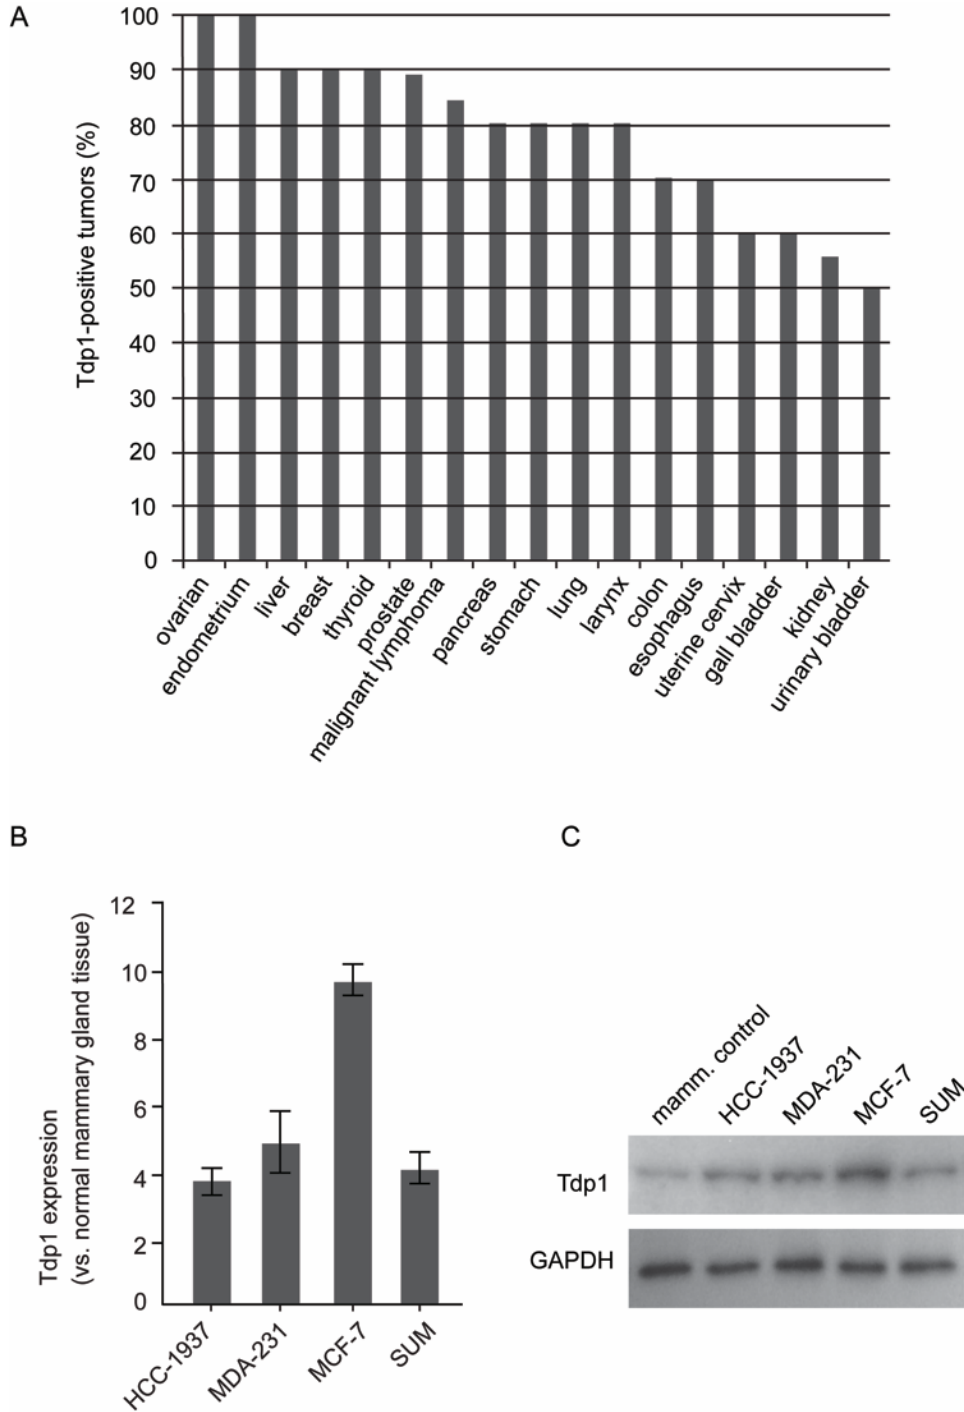 A
Tdp1-positive tumors (%)
100
90
80
70
60
50
40
30
20
10
0
ovarian
endometrium
liver
breast
thyroid
prostate
malignant lymphoma
pancreas
stomach
lung
larynx
colon
esophagus
uterine cervix
gall bladder
kidney
urinary bladder
B
Tdp1 expression
(vs. normal mammary gland tissue)
12
10
8
6
4
2
0
HCC-1937
MDA-231
MCF-7
SUM
C
mamm. control
HCC-1937
MDA-231
MCF-7
SUM
Tdp1
GAPDH